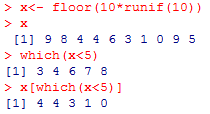 > x<- floor(10*runif(10))
> x
[1] 9 8 4 4 6 3 1 0 9 5
> which(x<5)
[1] 3 4 6 7 8
> x[which(x<5)]
[1] 4 4 3 1 0